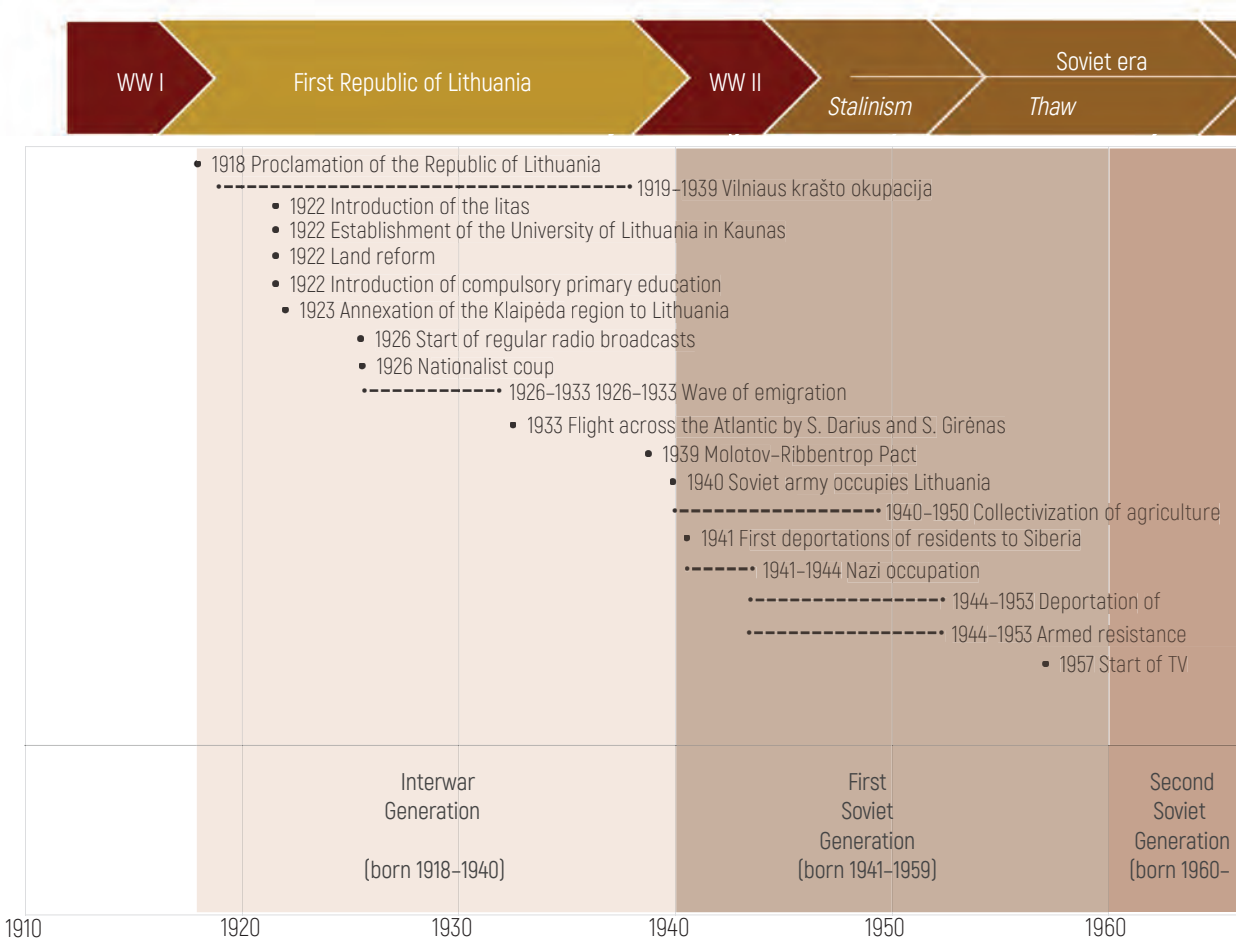 WW I
First Republic of Lithuania
WW II
Soviet era
Stalinism
Thaw
1918 Proclamation of the Republic of Lithuania
1919–1939 Vilniaus krašto okupacija
1922 Introduction of the litas
1922 Establishment of the University of Lithuania in Kaunas
1922 Land reform
1922 Introduction of compulsory primary education
1923 Annexation of the Klaipėda region to Lithuania
1926 Start of regular radio broadcasts
1926 Nationalist coup
1926–1933 1926–1933 Wave of emigration
1933 Flight across the Atlantic by S. Darius and S. Girėnas
1939 Molotov–Ribbentrop Pact
1940 Soviet army occupies Lithuania
1940–1950 Collectivization of agriculture
1941 First deportations of residents to Siberia
1941–1944 Nazi occupation
1944–1953 Deportation of
1944–1953 Armed resistance
1957 Start of TV
Interwar
Generation
(born 1918–1940)
First
Soviet
Generation
(born 1941–1959)
Second
Soviet
Generation
(born 1960–
1910
1920
1930
1940
1950
1960